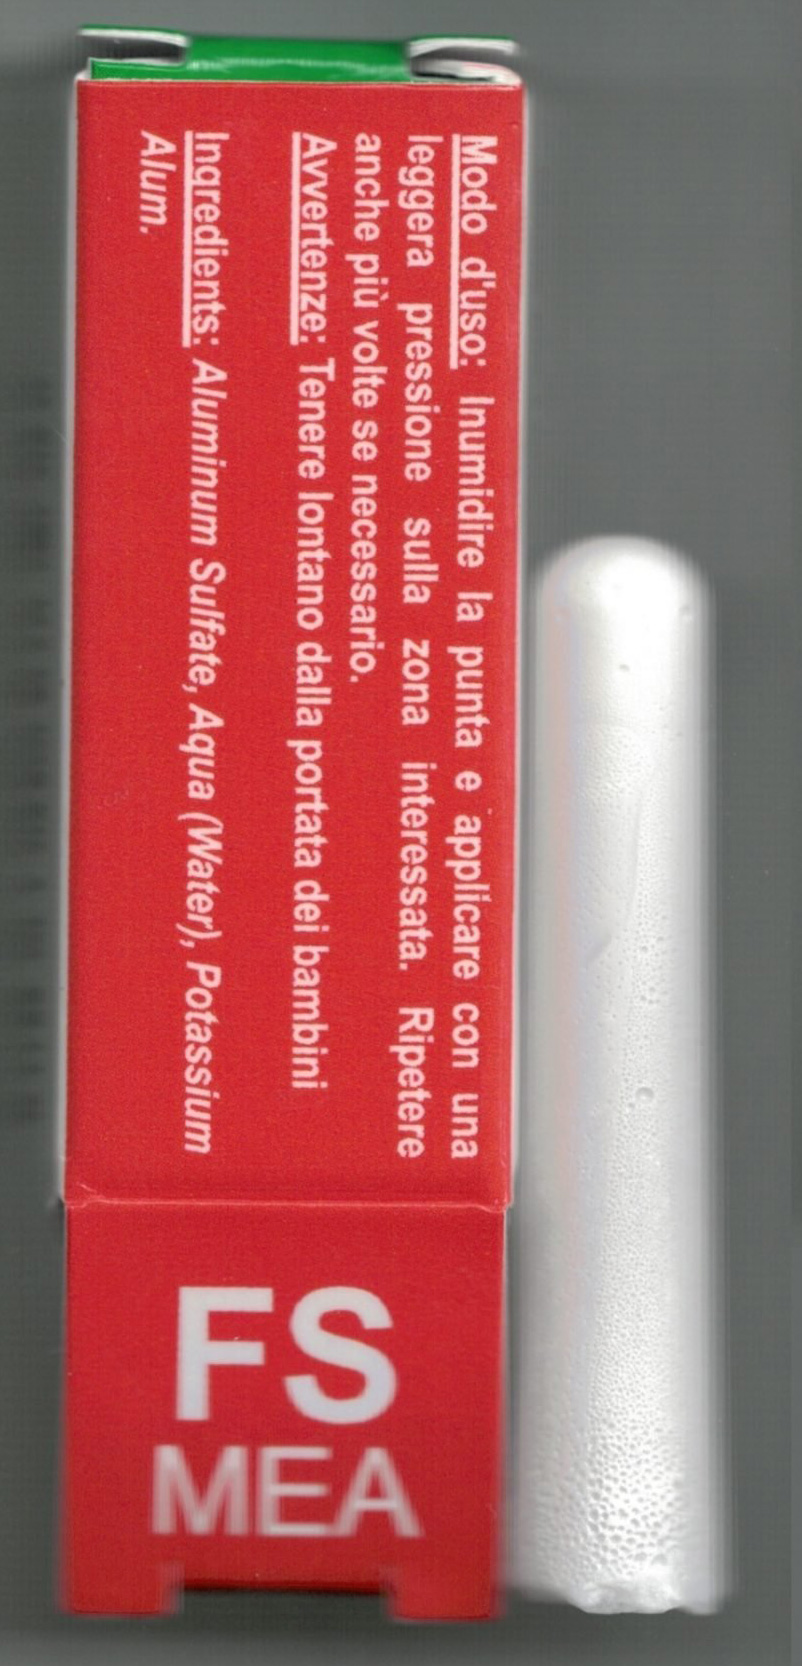 Modo d'uso: Inumidire la punta e applicare con una
leggera pressione sulla zona interessata. Ripetere
anche più volte se necessario.
Avvertenze: Tenere lontano dalla portata dei bambini
Ingredients: Aluminum Sulfate, Aqua (Water), Potassium
Alum.
FS
MEA